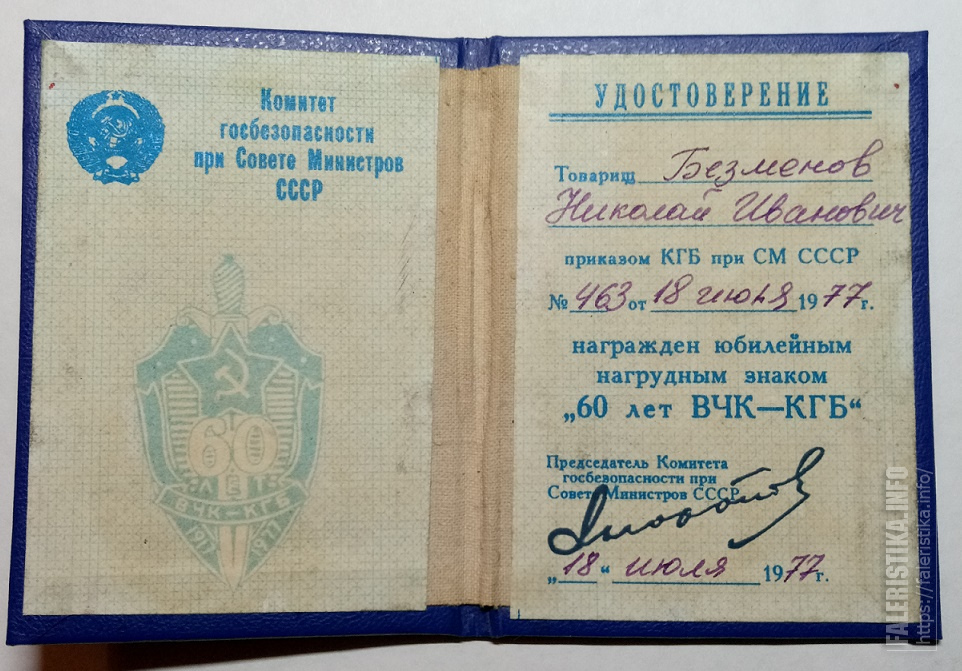 Комитет
госбезопасности
при Совете Министров
СССР
60
ЛЕТ
ВЧК-КГБ
1917 1977
УДОСТОВЕРЕНИЕ
Товарищ Безменов
Николай Иванович
приказом КГБ при СМ СССР
№ 463 от 18 июля 1977 г.
награжден юбилейным
нагрудным знаком
„60 лет ВЧК—КГБ“
Председатель Комитета
госбезопасности при
Совете Министров СССР
„18“ июля 1977 г.
FALERISTIKA.INFO
https://faleristika.info/